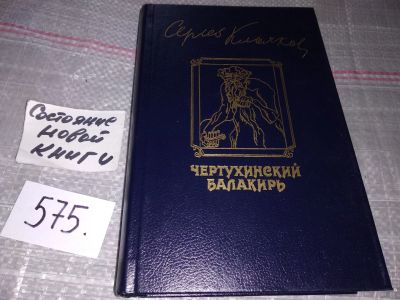 Сергей Клычков
ЧЕРТУХИНСКИЙ
БАЛАКИРЬ
Состояние
новой
книги
575.